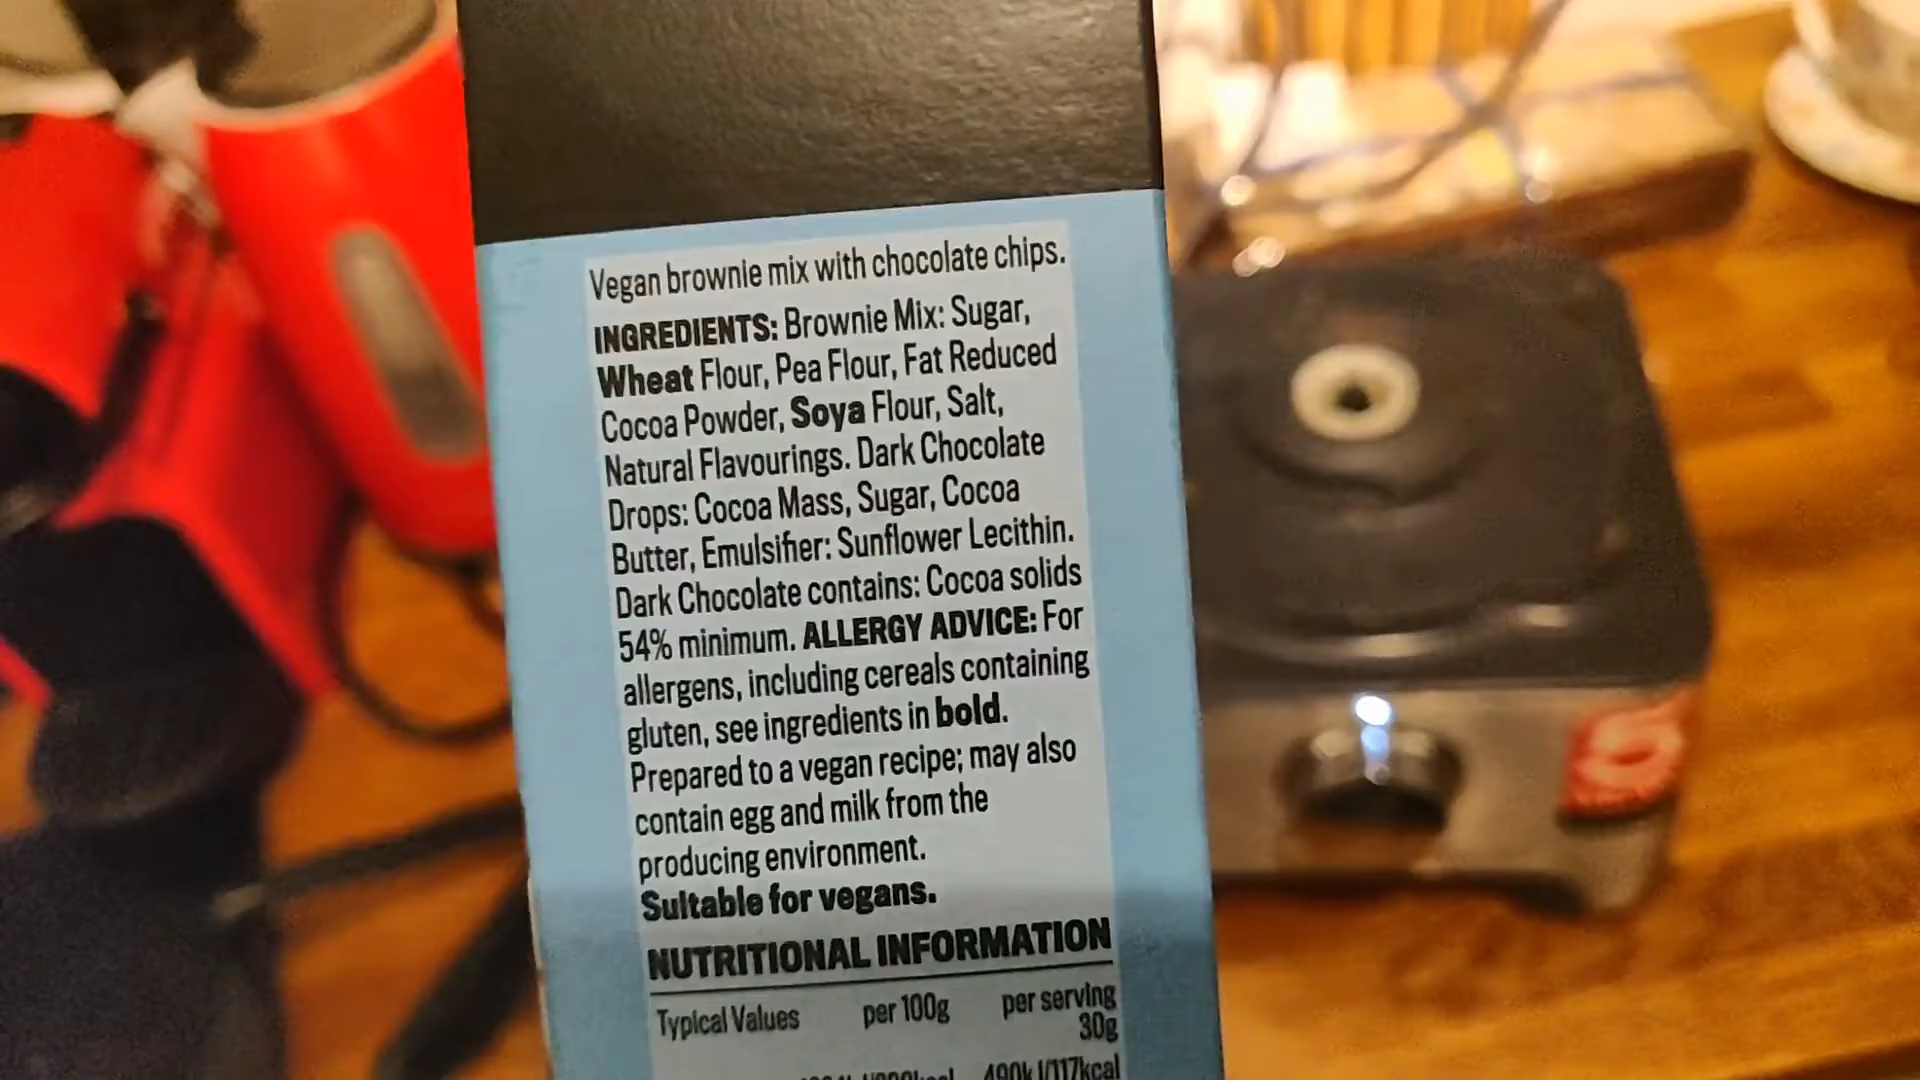 Vegan brownie mix with chocolate chips.
INGREDIENTS: Brownie Mix: Sugar,
Wheat Flour, Pea Flour, Fat Reduced
Cocoa Powder, Soya Flour, Salt,
Natural Flavourings. Dark Chocolate
Drops: Cocoa Mass, Sugar, Cocoa
Butter, Emulsifier: Sunflower Lecithin.
Dark Chocolate contains: Cocoa solids
54% minimum. ALLERGY ADVICE: For
allergens, including cereals containing
gluten, see ingredients in bold.
Prepared to a vegan recipe; may also
contain egg and milk from the
producing environment.
Suitable for vegans.
NUTRITIONAL INFORMATION
Typical Values per 100g per serving
30g
490kJ/117kcal